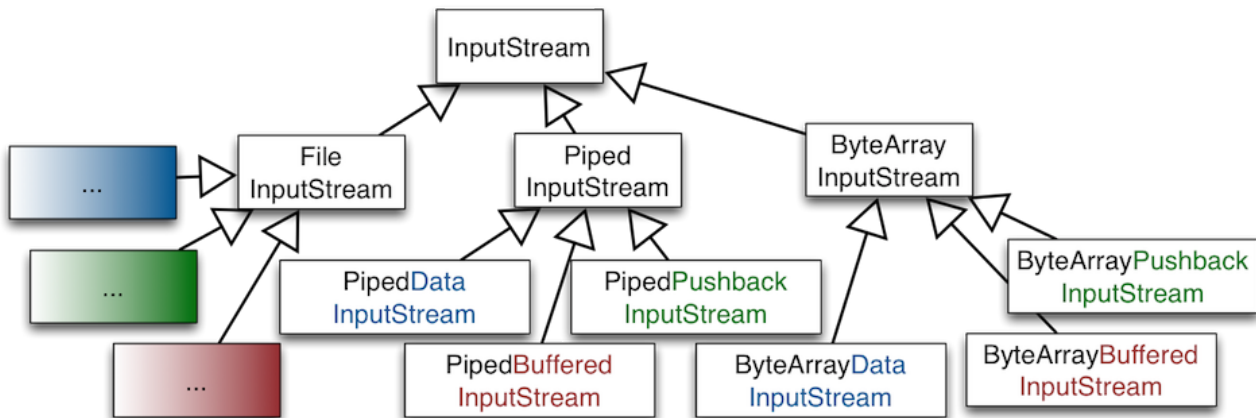 InputStream
File
InputStream
Piped
InputStream
ByteArray
InputStream
...
...
...
PipedData
InputStream
PipedPushback
InputStream
PipedBuffered
InputStream
ByteArrayData
InputStream
ByteArrayPushback
InputStream
ByteArrayBuffered
InputStream